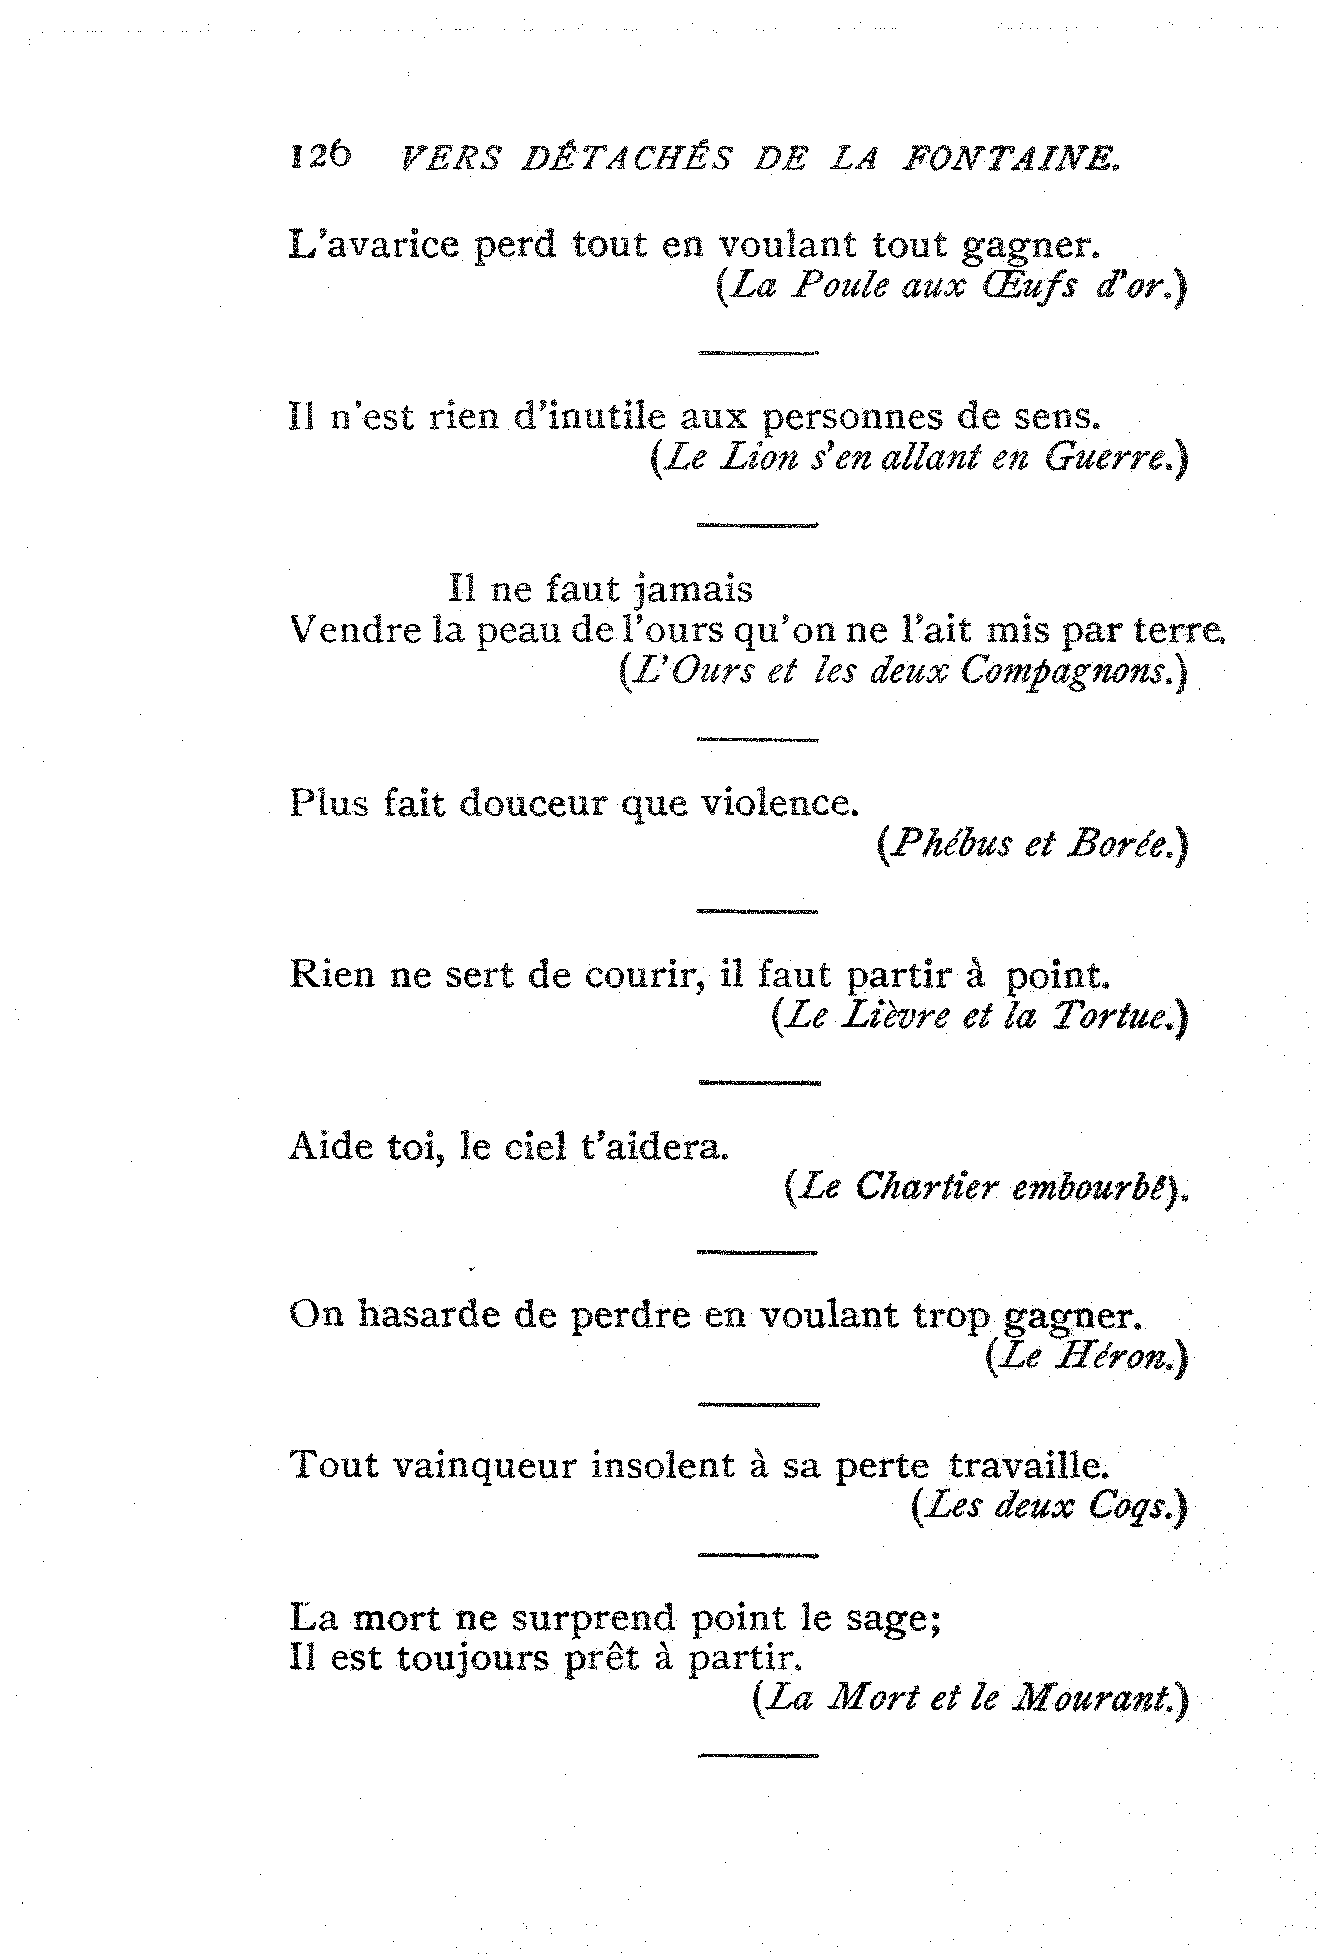 126 VERS DÉTACHÉS DE LA FONTAINE.
L'avarice perd tout en voulant tout gagner.
(La Poule aux Œufs d'or.)
Il n'est rien d'inutile aux personnes de sens.
(Le Lion s'en allant en Guerre.)
Il ne faut jamais
Vendre la peau de l'ours qu'on ne l'ait mis par terre.
(L'Ours et les deux Compagnons.)
Plus fait douceur que violence.
(Phébus et Borée.)
Rien ne sert de courir, il faut partir à point.
(Le Lièvre et la Tortue.)
Aide toi, le ciel t'aidera.
(Le Chartier embourbé).
On hasarde de perdre en voulant trop gagner.
(Le Héron.)
Tout vainqueur insolent à sa perte travaille.
(Les deux Coqs.)
La mort ne surprend point le sage;
Il est toujours prêt à partir.
(La Mort et le Mourant.)